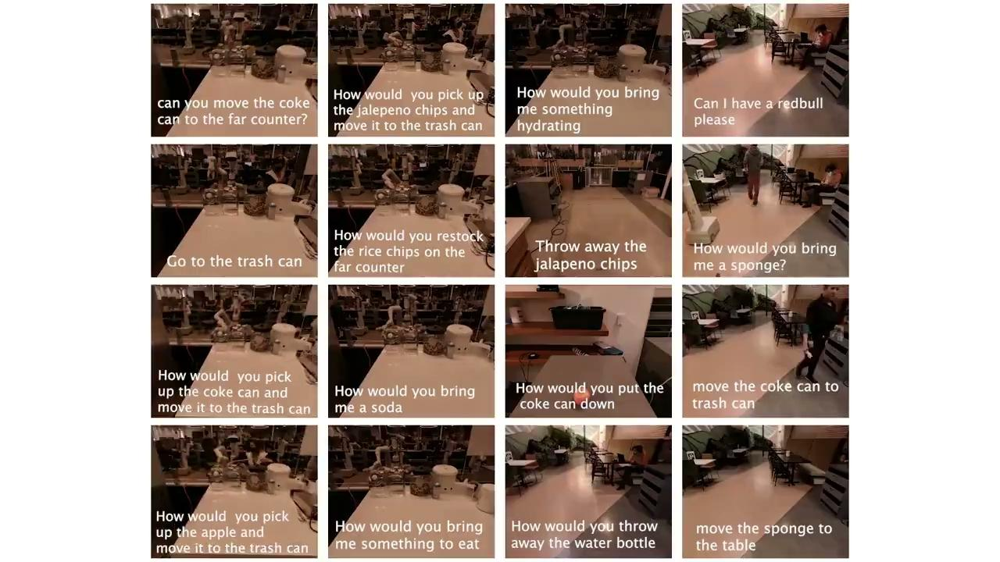 can you move the coke
can to the far counter?
How would  you pick up
the jalepeno chips and
move it to the trash can
How would you bring
me something
hydrating
Can I have a redbull
please
Go to the trash can
How would you restock
the rice chips on the
far counter
Throw away the
jalapeno chips
How would you bring
me a sponge?
How would  you pick
up the coke can and
move it to the trash can
How would you bring
me a soda
How would you put the
coke can down
move the coke can to
trash can
How would  you pick
up the apple and
move it to the trash can
How would you bring
me something to eat
How would you throw
away the water bottle
move the sponge to
the table